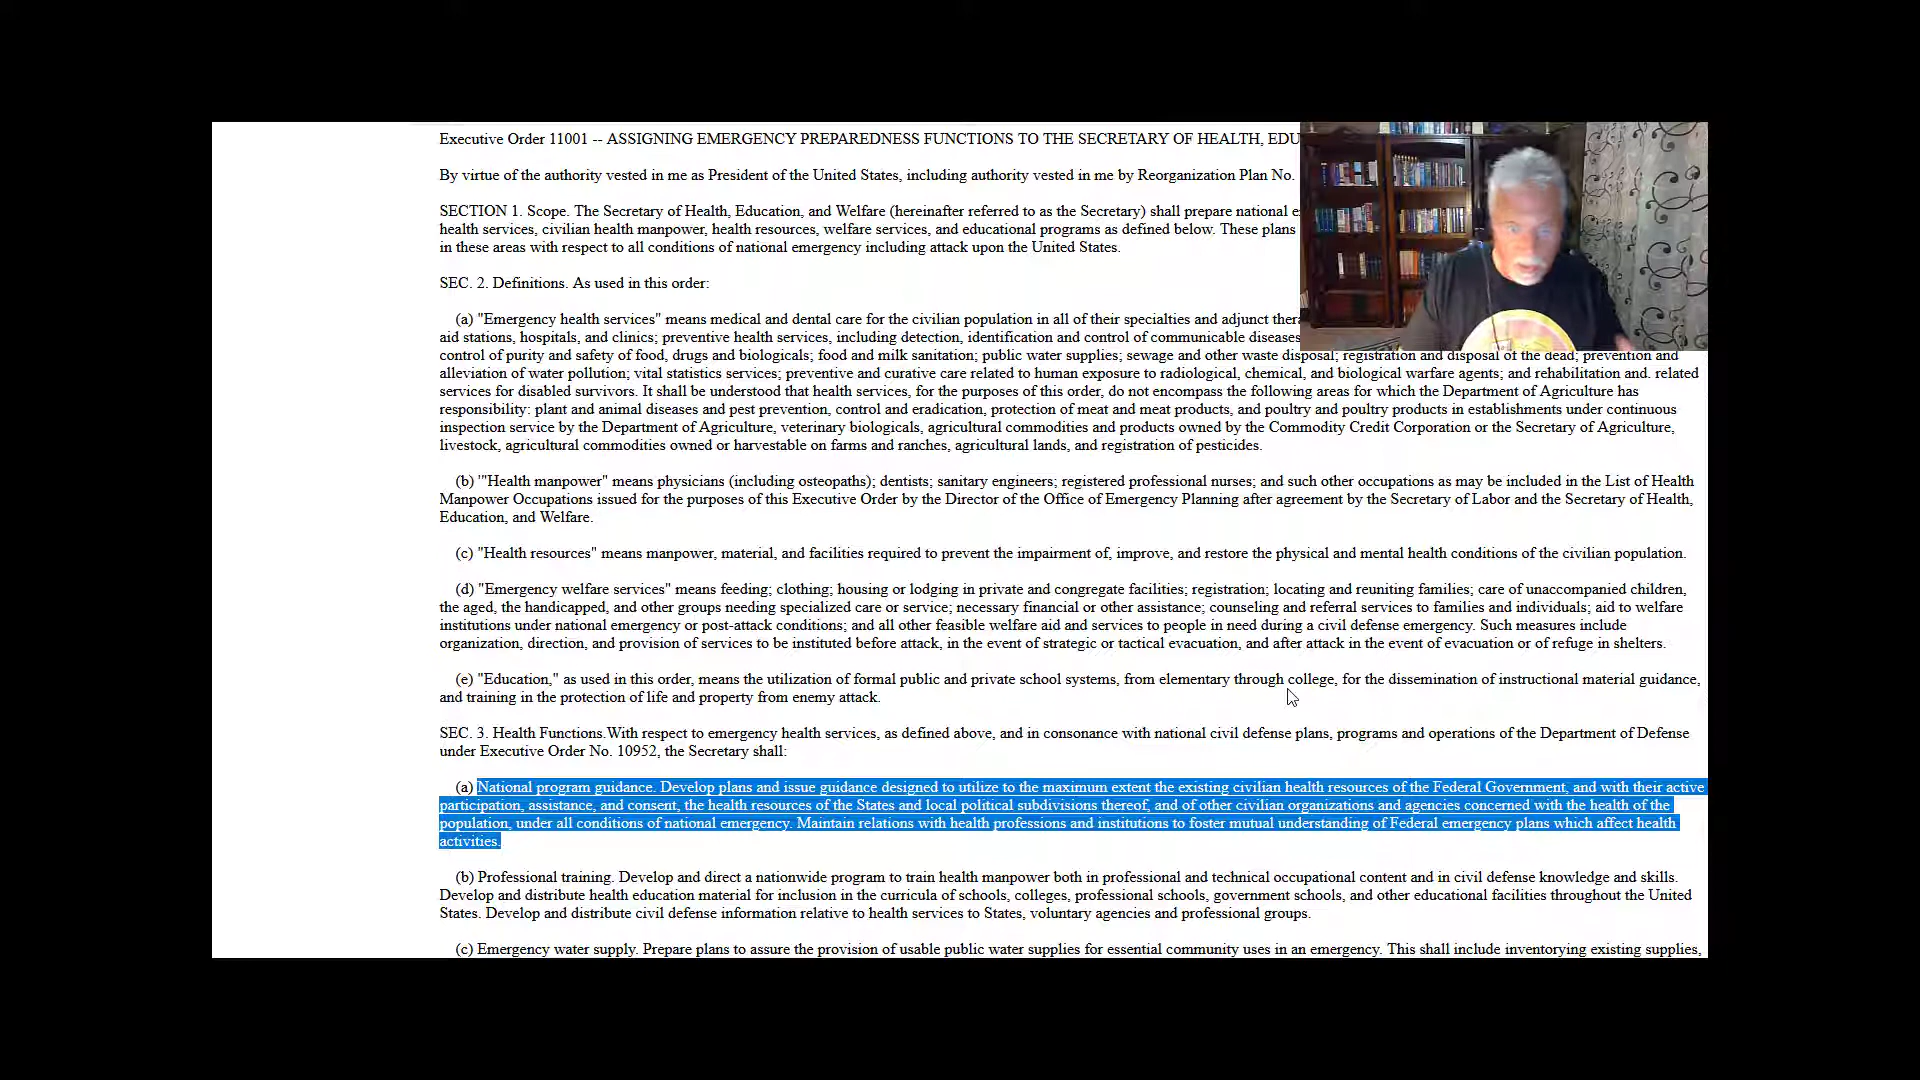 Executive Order 11001 -- ASSIGNING EMERGENCY PREPAREDNESS FUNCTIONS TO THE SECRETARY OF HEALTH, EDU
By virtue of the authority vested in me as President of the United States, including authority vested in me by Reorganization Plan No.
SECTION 1. Scope. The Secretary of Health, Education, and Welfare (hereinafter referred to as the Secretary) shall prepare national e
health services, civilian health manpower, health resources, welfare services, and educational programs as defined below. These plans
in these areas with respect to all conditions of national emergency including attack upon the United States.
SEC. 2. Definitions. As used in this order:
(a) "Emergency health services" means medical and dental care for the civilian population in all of their specialties and adjunct thera
aid stations, hospitals, and clinics; preventive health services, including detection, identification and control of communicable diseases
control of purity and safety of food, drugs and biologicals; food and milk sanitation; public water supplies; sewage and other waste disposal; registration and disposal of the dead; prevention and
alleviation of water pollution; vital statistics services; preventive and curative care related to human exposure to radiological, chemical, and biological warfare agents; and rehabilitation and. related
services for disabled survivors. It shall be understood that health services, for the purposes of this order, do not encompass the following areas for which the Department of Agriculture has
responsibility: plant and animal diseases and pest prevention, control and eradication, protection of meat and meat products, and poultry and poultry products in establishments under continuous
inspection service by the Department of Agriculture, veterinary biologicals, agricultural commodities and products owned by the Commodity Credit Corporation or the Secretary of Agriculture,
livestock, agricultural commodities owned or harvestable on farms and ranches, agricultural lands, and registration of pesticides.
(b) '"Health manpower" means physicians (including osteopaths); dentists; sanitary engineers; registered professional nurses; and such other occupations as may be included in the List of Health
Manpower Occupations issued for the purposes of this Executive Order by the Director of the Office of Emergency Planning after agreement by the Secretary of Labor and the Secretary of Health,
Education, and Welfare.
(c) "Health resources" means manpower, material, and facilities required to prevent the impairment of, improve, and restore the physical and mental health conditions of the civilian population.
(d) "Emergency welfare services" means feeding; clothing; housing or lodging in private and congregate facilities; registration; locating and reuniting families; care of unaccompanied children,
the aged, the handicapped, and other groups needing specialized care or service; necessary financial or other assistance; counseling and referral services to families and individuals; aid to welfare
institutions under national emergency or post-attack conditions; and all other feasible welfare aid and services to people in need during a civil defense emergency. Such measures include
organization, direction, and provision of services to be instituted before attack, in the event of strategic or tactical evacuation, and after attack in the event of evacuation or of refuge in shelters.
(e) "Education," as used in this order, means the utilization of formal public and private school systems, from elementary through college, for the dissemination of instructional material guidance,
and training in the protection of life and property from enemy attack.
SEC. 3. Health Functions.With respect to emergency health services, as defined above, and in consonance with national civil defense plans, programs and operations of the Department of Defense
under Executive Order No. 10952, the Secretary shall:
(a) National program guidance. Develop plans and issue guidance designed to utilize to the maximum extent the existing civilian health resources of the Federal Government, and with their active
participation, assistance, and consent, the health resources of the States and local political subdivisions thereof, and of other civilian organizations and agencies concerned with the health of the
population, under all conditions of national emergency. Maintain relations with health professions and institutions to foster mutual understanding of Federal emergency plans which affect health
activities.
(b) Professional training. Develop and direct a nationwide program to train health manpower both in professional and technical occupational content and in civil defense knowledge and skills.
Develop and distribute health education material for inclusion in the curricula of schools, colleges, professional schools, government schools, and other educational facilities throughout the United
States. Develop and distribute civil defense information relative to health services to States, voluntary agencies and professional groups.
(c) Emergency water supply. Prepare plans to assure the provision of usable public water supplies for essential community uses in an emergency. This shall include inventorying existing supplies,